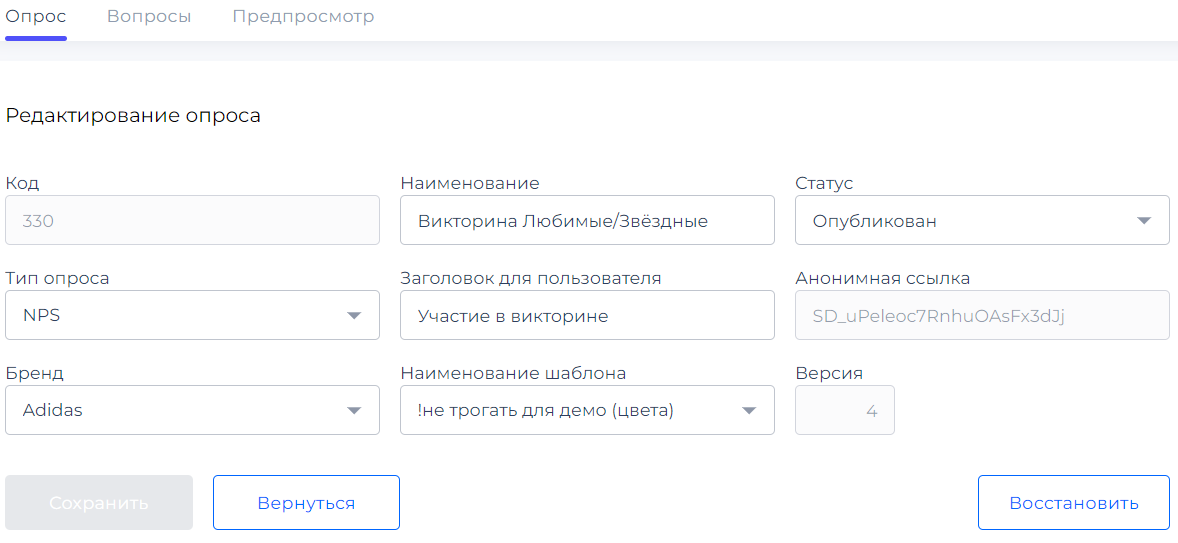 Опрос Вопросы Предпросмотр
Редактирование опроса
Код Наименование Статус
330 Викторина Любимые/Звёздные Опубликован
Тип опроса Заголовок для пользователя Анонимная ссылка
NPS Участие в викторине SD_uPeleoc7RnhuOAsFx3dJj
Бренд Наименование шаблона Версия
Adidas !не трогать для демо (цвета) 4
Сохранить Вернуться Восстановить